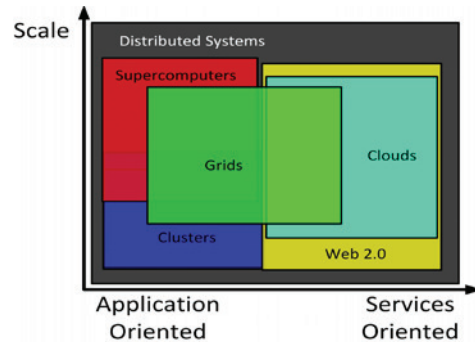 Scale
Distributed Systems
Supercomputers
Grids
Clouds
Clusters
Web 2.0
Application
Oriented
Services
Oriented